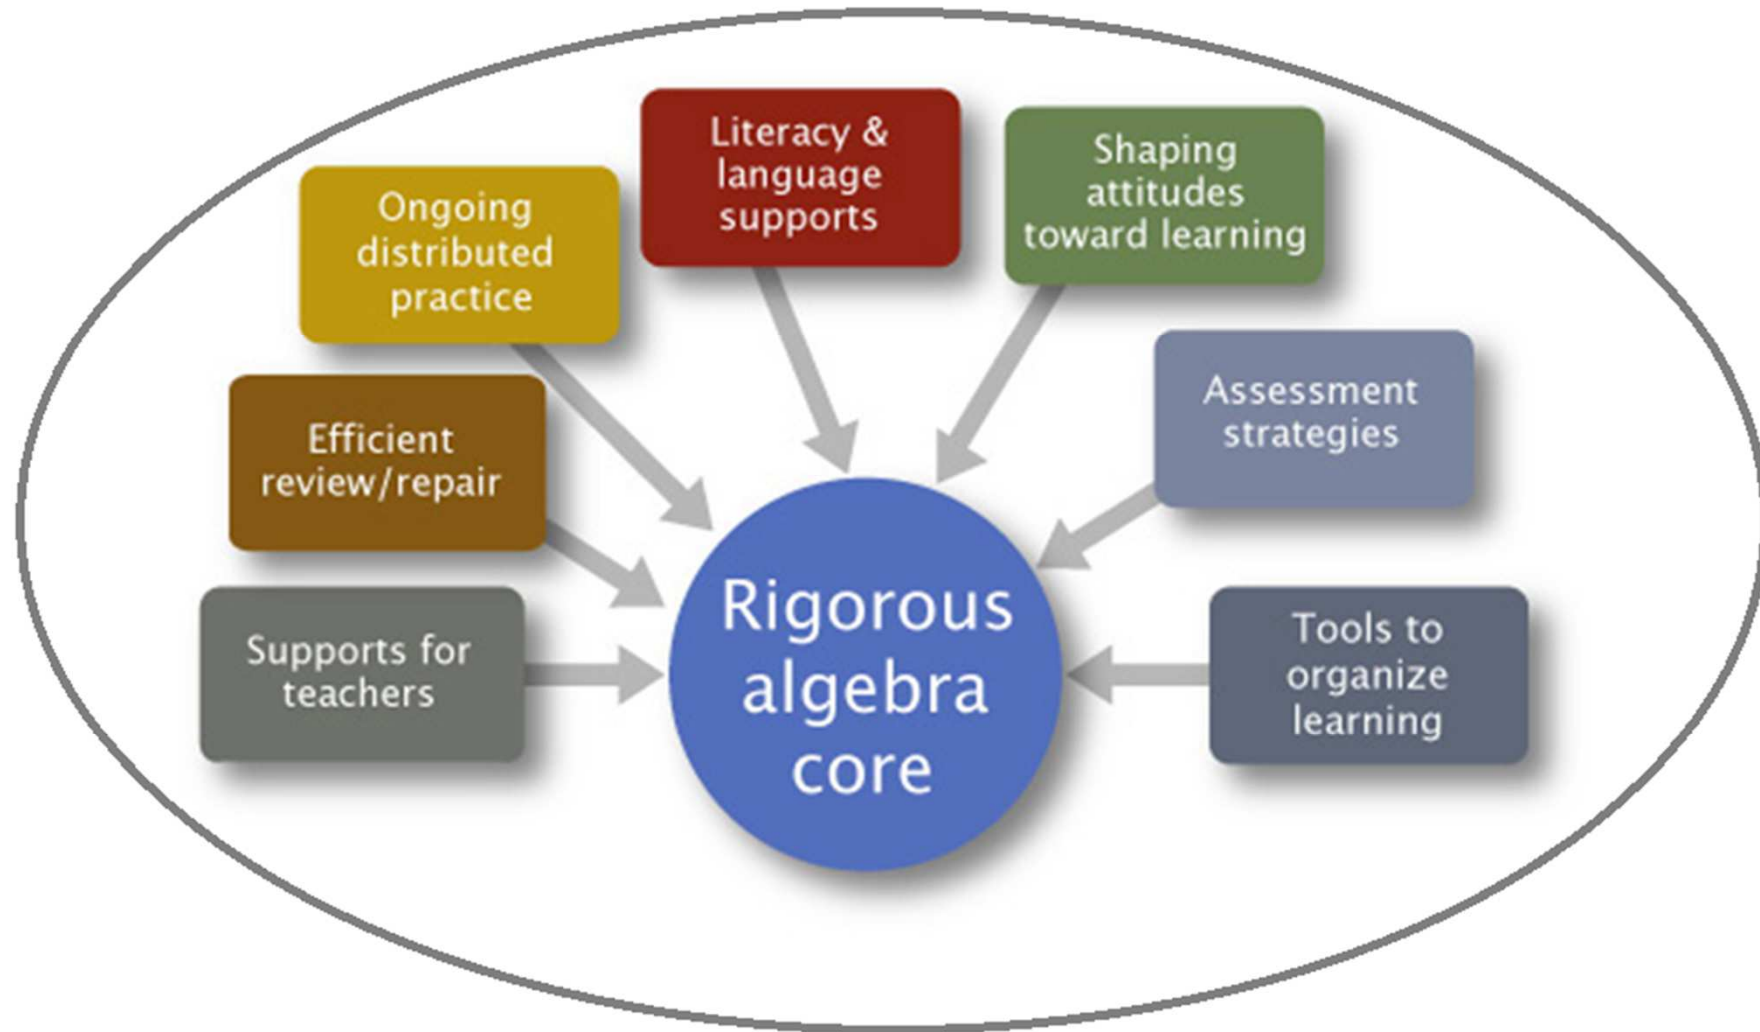 Literacy &
language
supports
Shaping
attitudes
toward learning
Ongoing
distributed
practice
Assessment
strategies
Efficient
review/repair
Supports for
teachers
Rigorous
algebra
core
Tools to
organize
learning